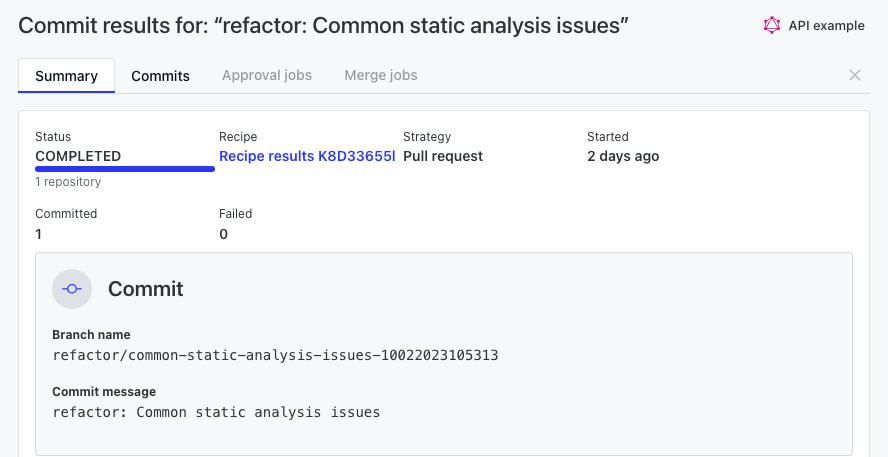 Commit results for: “refactor: Common static analysis issues”
API example
Summary Commits Approval jobs Merge jobs
Status Recipe Strategy Started
COMPLETED Recipe results K8D33655l Pull request 2 days ago
1 repository
Committed Failed
1 0
Commit
Branch name
refactor/common-static-analysis-issues-10022023105313
Commit message
refactor: Common static analysis issues